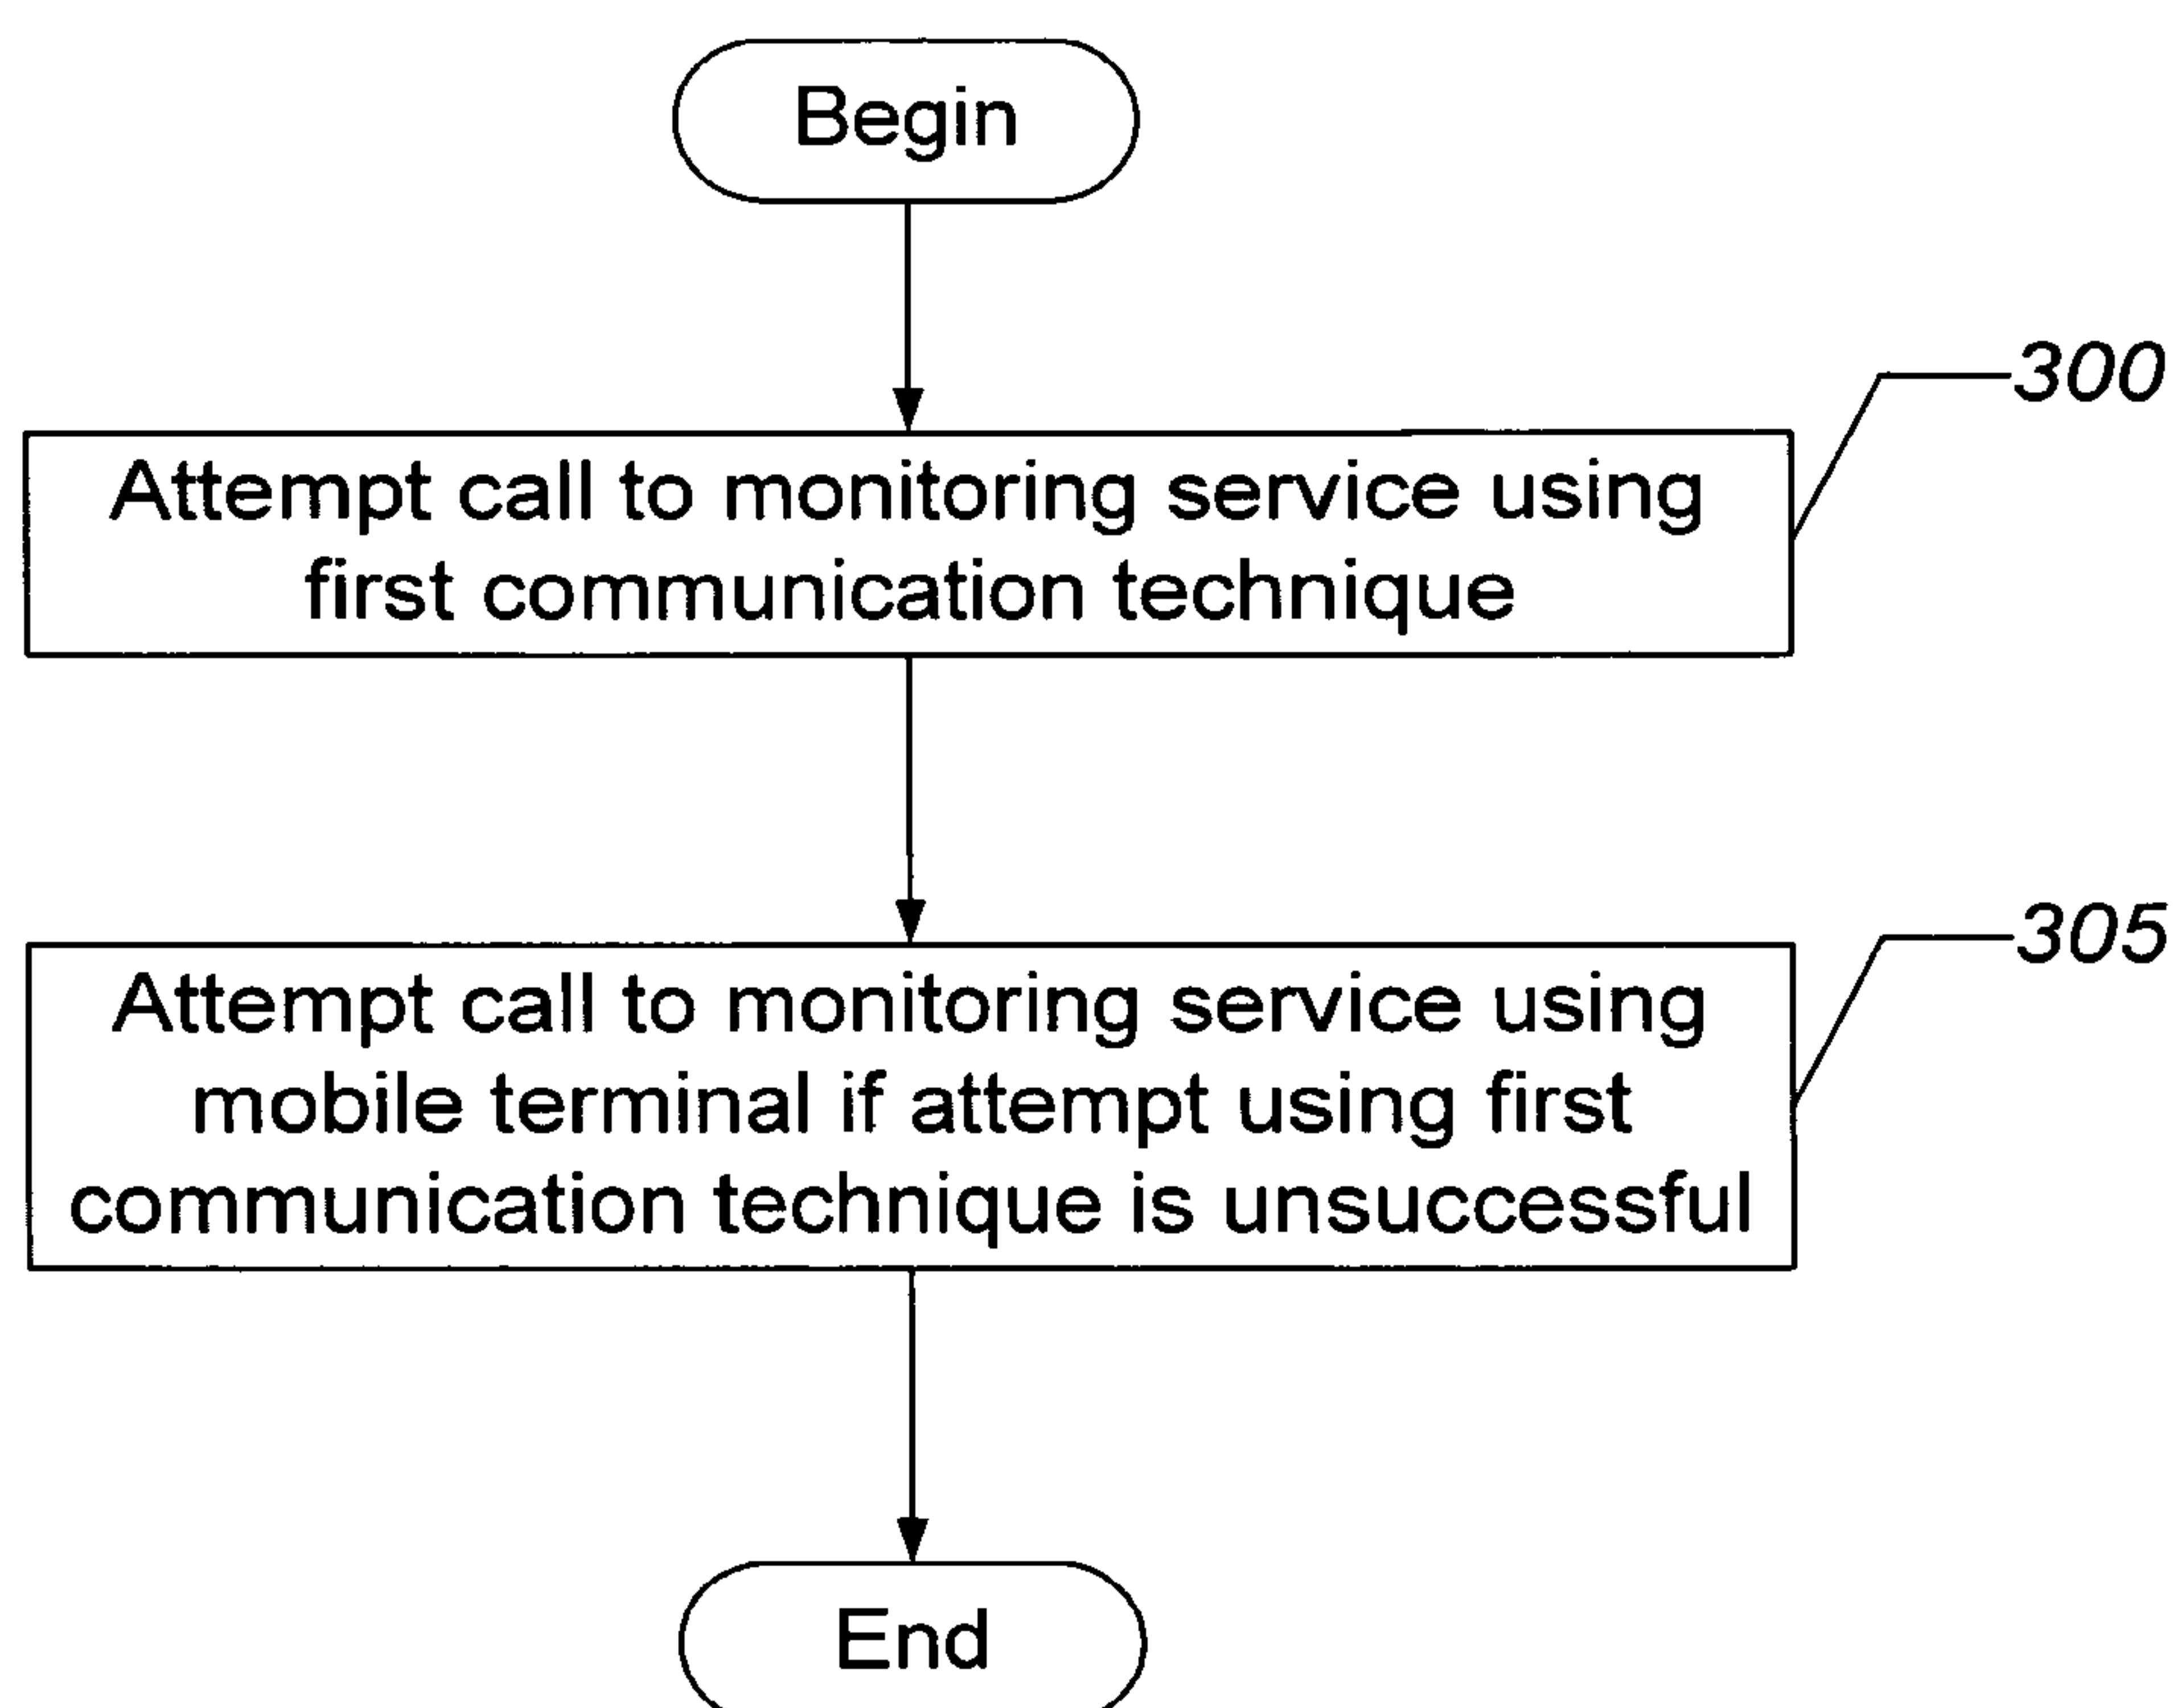 Begin
300
Attempt call to monitoring service using
first communication technique
305
Attempt call to monitoring service using
mobile terminal if attempt using first
communication technique is unsuccessful
End